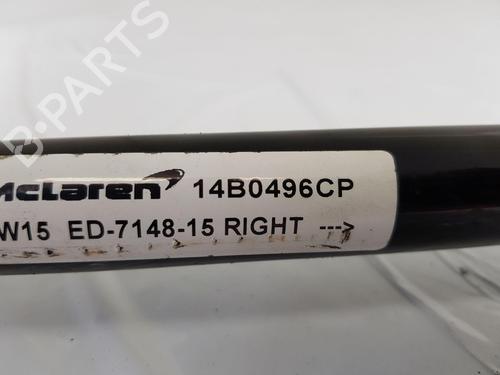 McLaren 14B0496CP
W15 ED-7148-15 RIGHT --->
B-PARTS